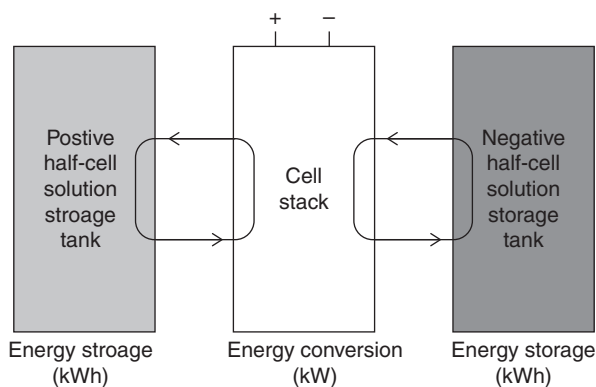 + −
Postive
half-cell
solution
stroage
tank
Cell
stack
Negative
half-cell
solution
storage
tank
Energy stroage
(kWh)
Energy conversion
(kW)
Energy storage
(kWh)